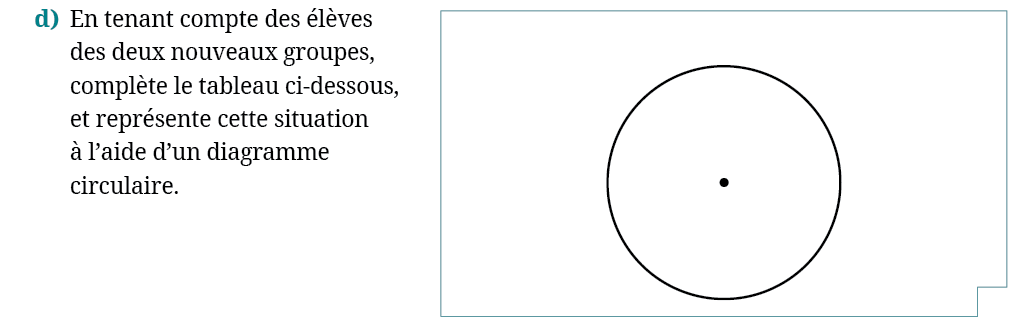 d) En tenant compte des élèves
des deux nouveaux groupes,
complète le tableau ci-dessous,
et représente cette situation
à l’aide d’un diagramme
circulaire.